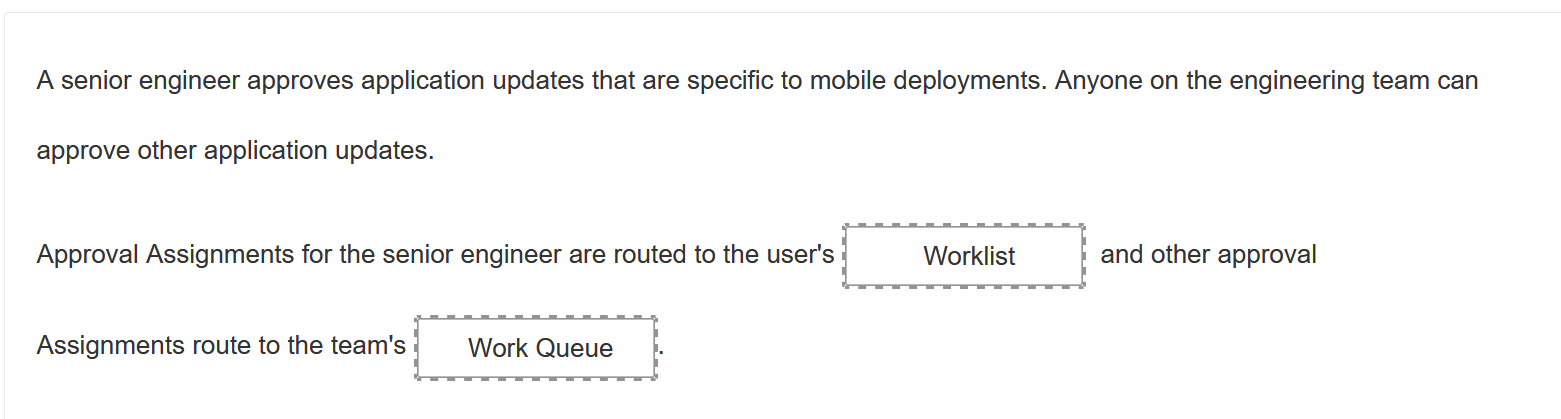 A senior engineer approves application updates that are specific to mobile deployments. Anyone on the engineering team can
approve other application updates.
Approval Assignments for the senior engineer are routed to the user's Worklist and other approval
Assignments route to the team's Work Queue.